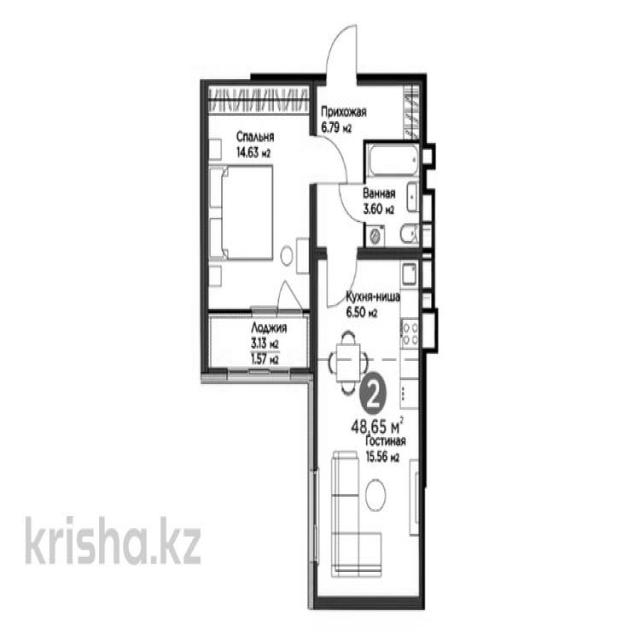 Прихожая
6.79 м2
Спальня
14.63 м2
Ванная
3.60 м2
Кухня-ниша
6.50 м2
Лоджия
3.13 м2
1.57 м2
2
48,65 м2
Гостиная
15.56 м2
krisha.kz